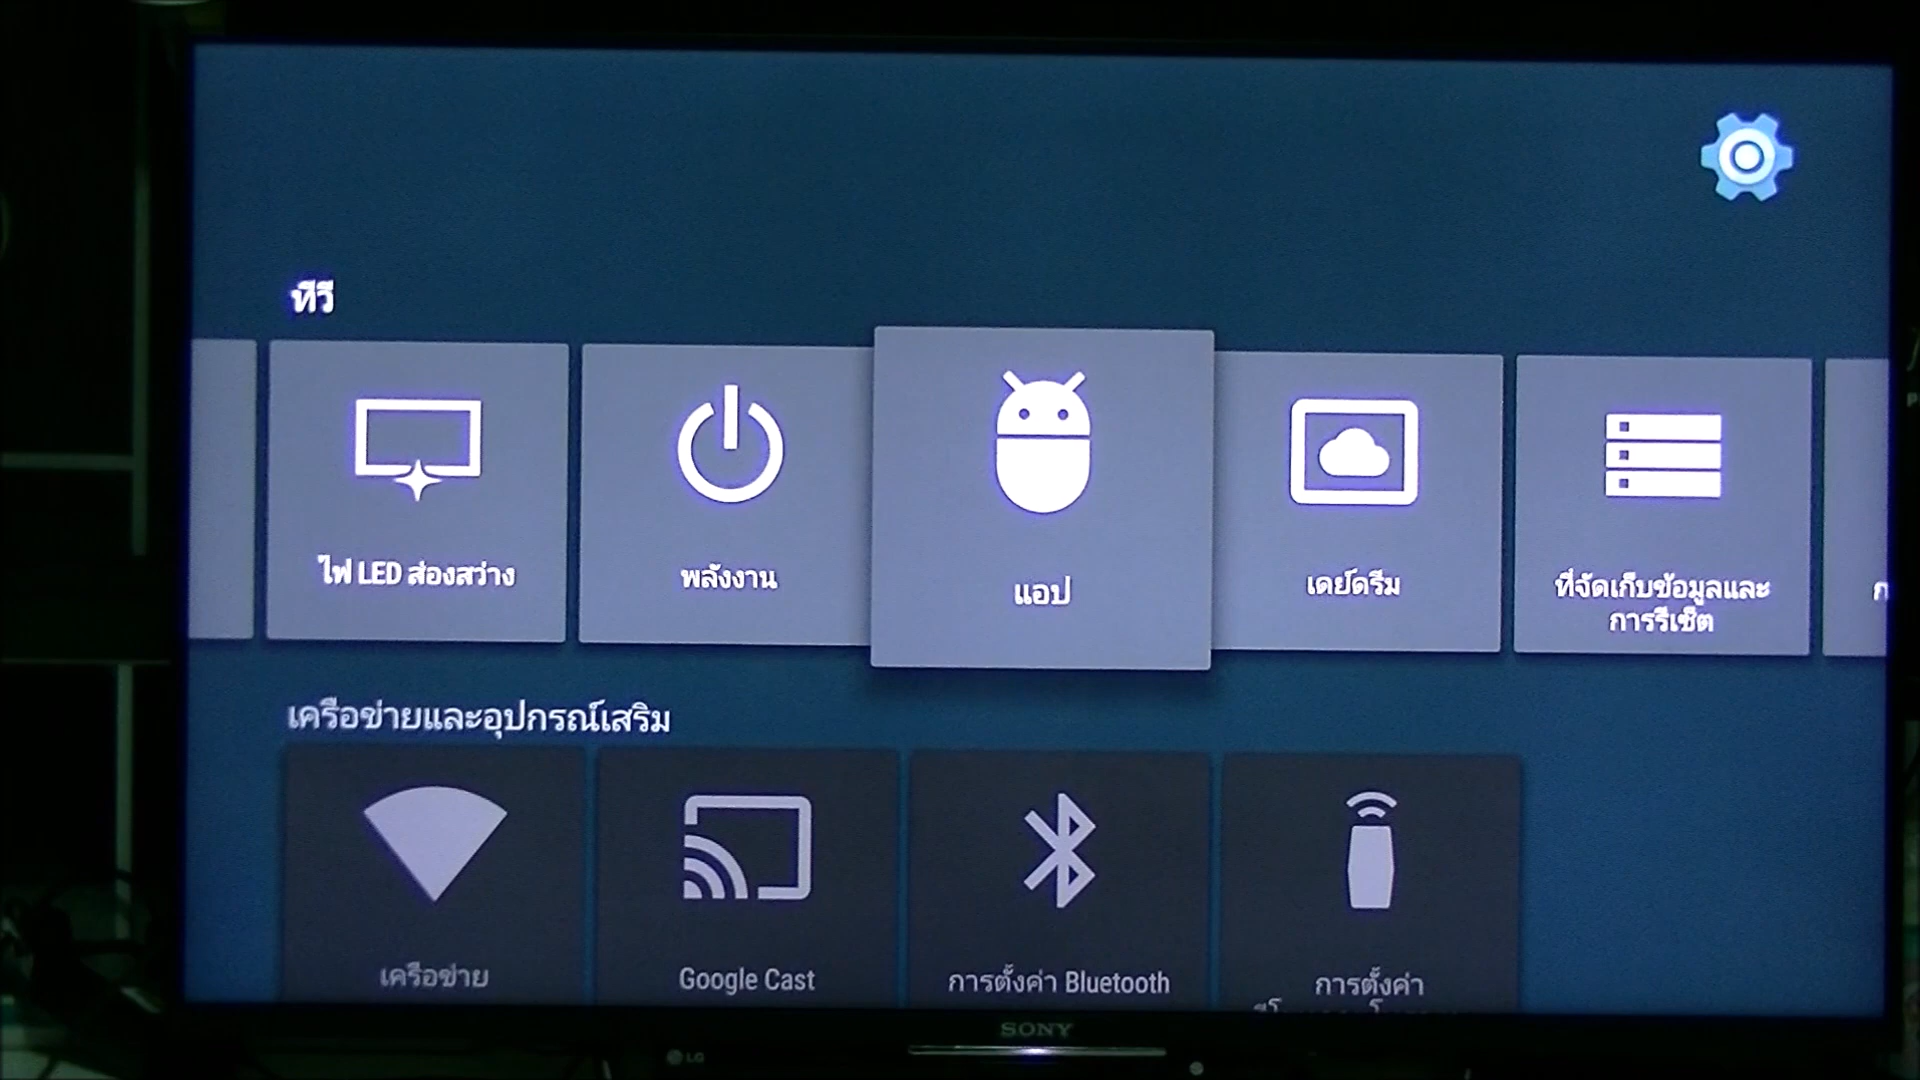 ทีวี
ไฟ LED ส่องสว่าง
พลังงาน
แอป
เดย์ดรีม
ที่จัดเก็บข้อมูลและ
การรีเซ็ต
เครือข่ายและอุปกรณ์เสริม
เครือข่าย
Google Cast
การตั้งค่า Bluetooth
การตั้งค่า
SONY
LG